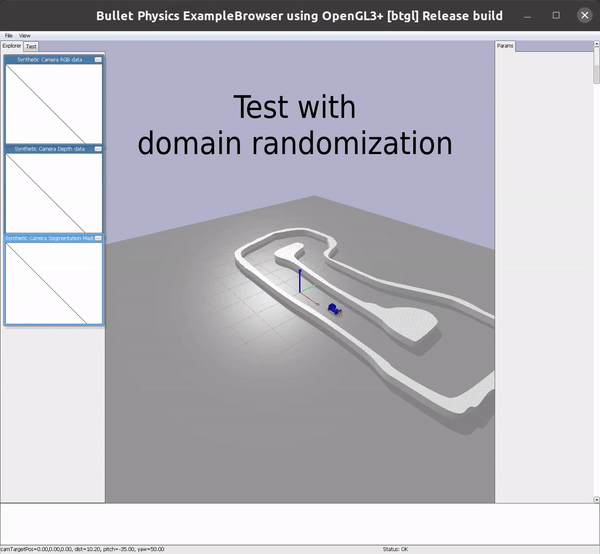 Bullet Physics ExampleBrowser using OpenGL3+ [btgl] Release build
File View
Explorer Test
Params
Synthetic Camera RGB data
Synthetic Camera Depth data
Synthetic Camera Segmentation Mask
Test with
domain randomization
camTargetPos=0.00,0.00,0.00, dist=10.20, pitch=-35.00, yaw=50.00
Status: OK